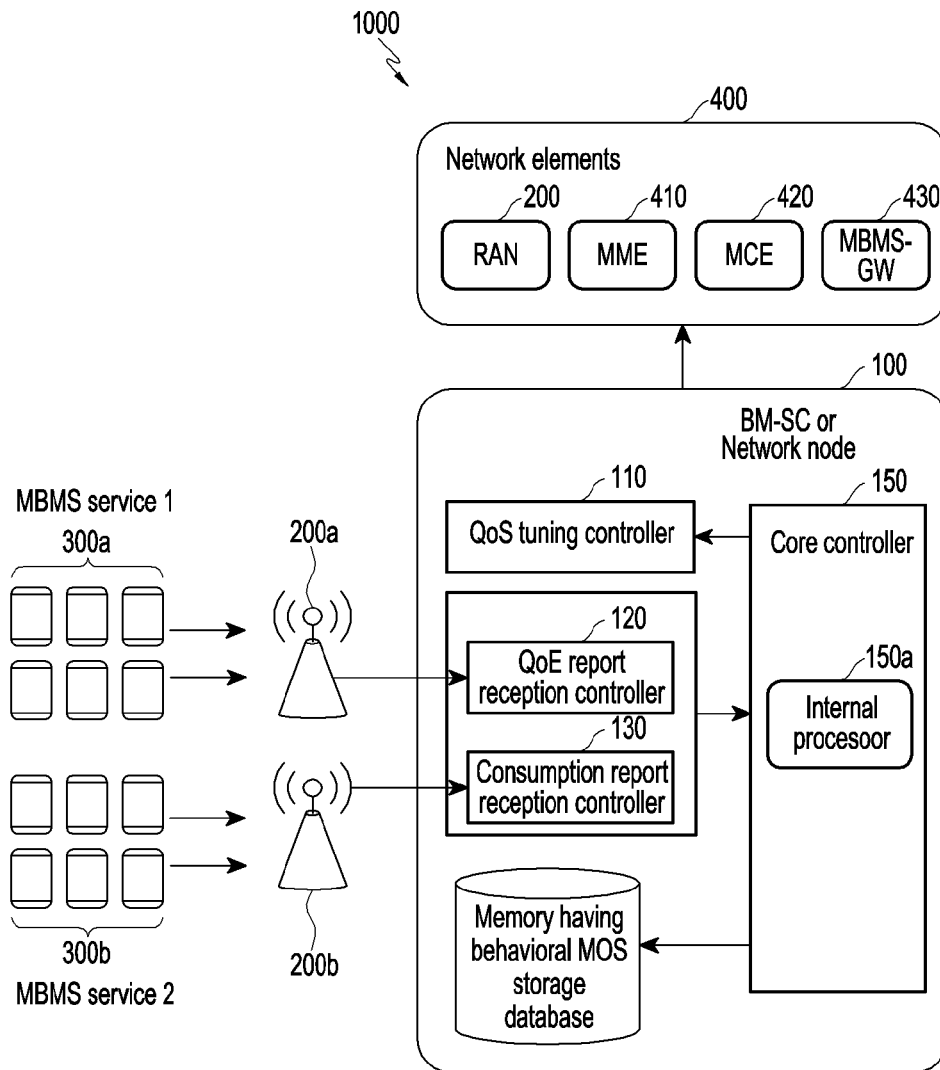 1000
400
Network elements
200
410
420
430
RAN
MME
MCE
MBMS-
GW
100
BM-SC or
Network node
110
150
QoS tuning controller
Core controller
MBMS service 1
300a
200a
120
QoE report
reception controller
150a
Internal
procesoor
130
Consumption report
reception controller
300b
MBMS service 2
200b
Memory having
behavioral MOS
storage
database